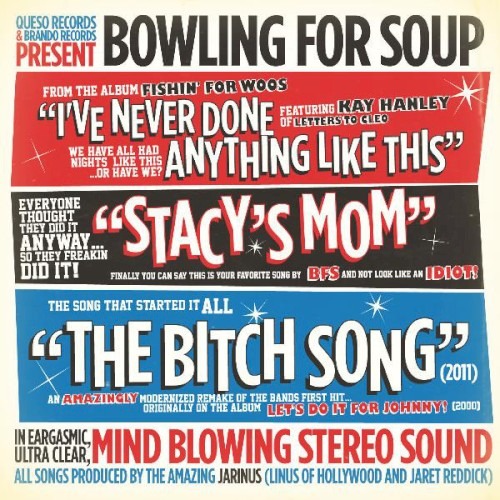 QUESO RECORDS
& BRANDO RECORDS
PRESENT
BOWLING FOR SOUP
FROM THE ALBUM FISHIN' FOR WOOS
"I'VE NEVER DONE
FEATURING KAY HANLEY
OF LETTERS TO CLEO
WE HAVE ALL HAD
NIGHTS LIKE THIS
...OR HAVE WE?
ANYTHING LIKE THIS"
EVERYONE
THOUGHT
THEY DID IT
ANYWAY...
SO THEY FREAKIN
DID IT!
"STACY'S MOM"
FINALLY YOU CAN SAY THIS IS YOUR FAVORITE SONG BY BFS AND NOT LOOK LIKE AN IDIOT!
THE SONG THAT STARTED IT ALL
"THE BITCH SONG" (2011)
AN AMAZINGLY MODERNIZED REMAKE OF THE BANDS FIRST HIT...
ORIGINALLY ON THE ALBUM LET'S DO IT FOR JOHNNY! (2000)
IN EARGASMIC,
ULTRA CLEAR,
MIND BLOWING STEREO SOUND
ALL SONGS PRODUCED BY THE AMAZING JARINUS (LINUS OF HOLLYWOOD AND JARET REDDICK)